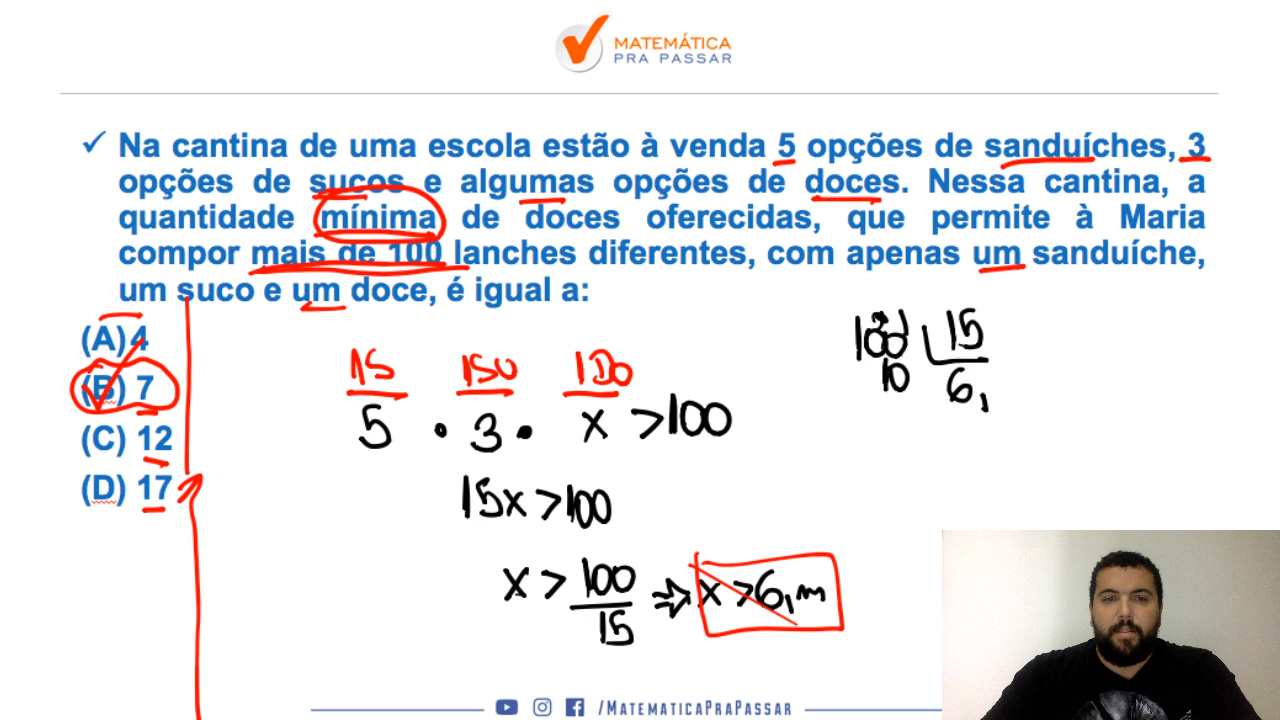 MATEMÁTICA
PRA PASSAR
✓ Na cantina de uma escola estão à venda 5 opções de sanduíches, 3
opções de sucos e algumas opções de doces. Nessa cantina, a
quantidade mínima de doces oferecidas, que permite à Maria
compor mais de 100 lanches diferentes, com apenas um sanduíche,
um suco e um doce, é igual a:
(A) 4
(B) 7
(C) 12
(D) 17
15
5 · 3 · x > 100
15x > 100
x > 100/15 ⇒ x > 6,
100 15
10 6,
/MATEMATICAPRAPASSAR